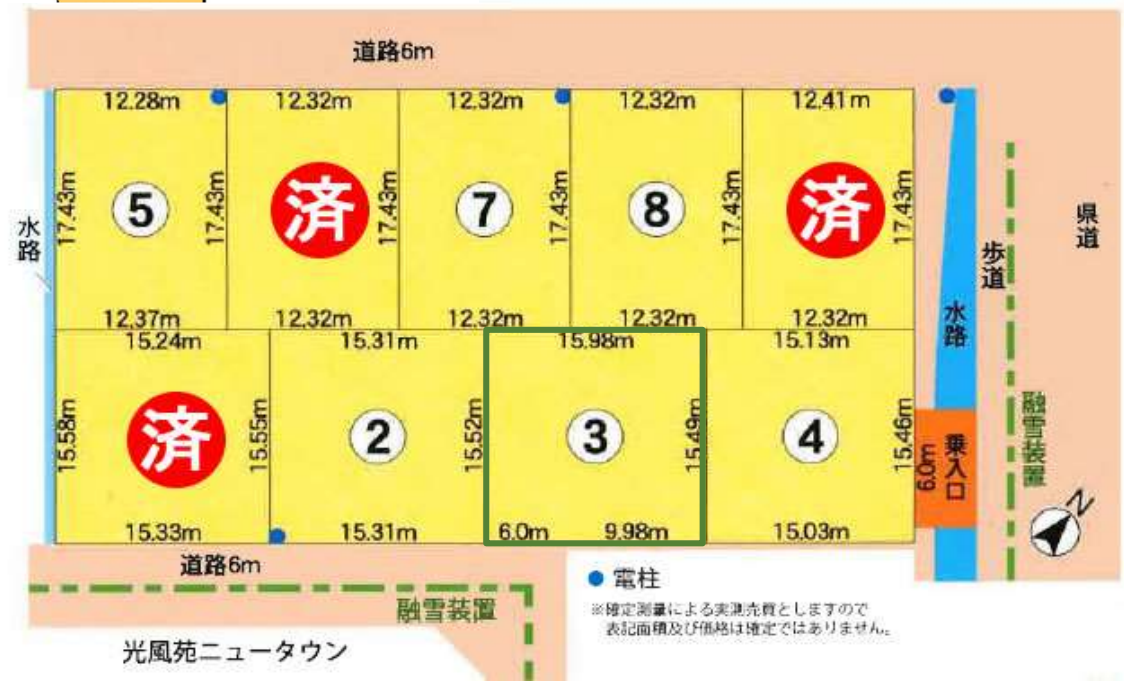 道路6m
12.28m 12.32m 12.32m 12.32m 12.41m
17.43m 5 17.43m 済 17.43m 7 17.43m 8 17.43m 済 17.43m
水路
12.37m 12.32m 12.32m 12.32m 12.32m
15.24m 15.31m 15.98m 15.13m
15.58m 済 15.55m 2 15.52m 3 15.49m 4 15.46m
15.33m 15.31m 6.0m 9.98m 15.03m
県道
歩道
水路
融雪装置
6.0m
乗入口
N
道路6m
融雪装置
光風苑ニュータウン
電柱
※確定測量による実測売買としますので
表記面積及び価格は確定ではありません。